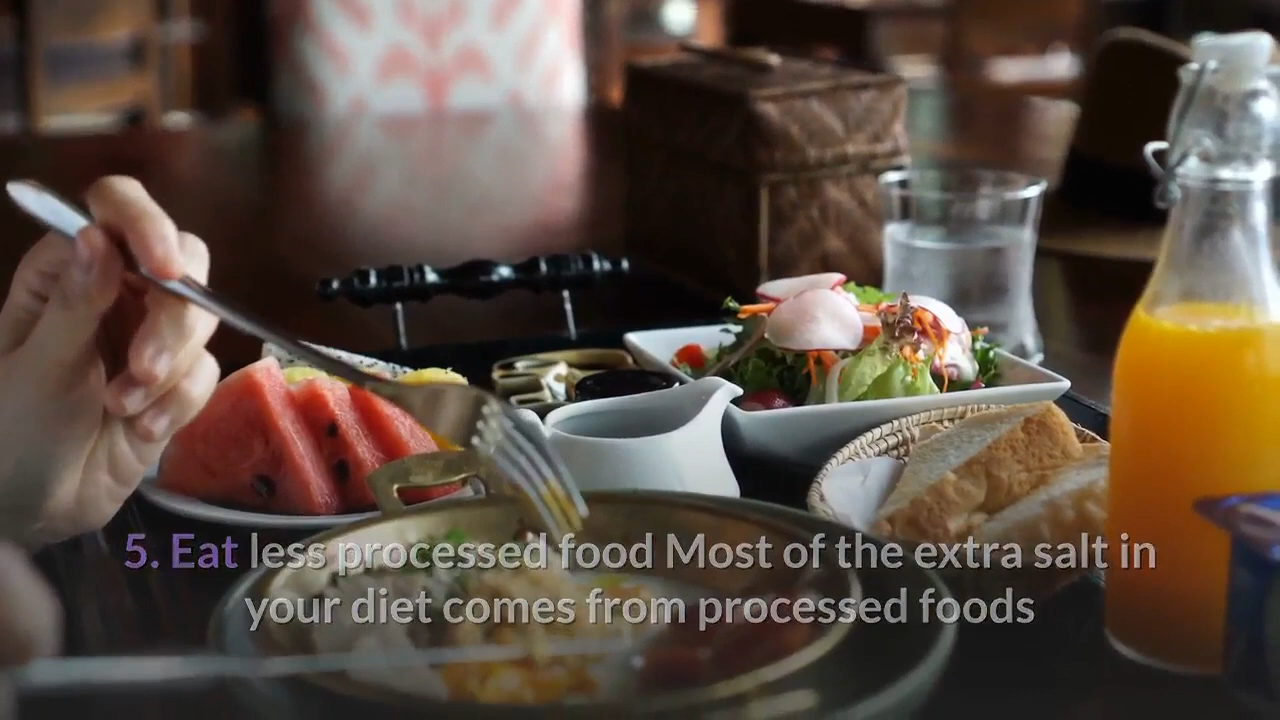 5. Eat less processed food Most of the extra salt in
your diet comes from processed foods